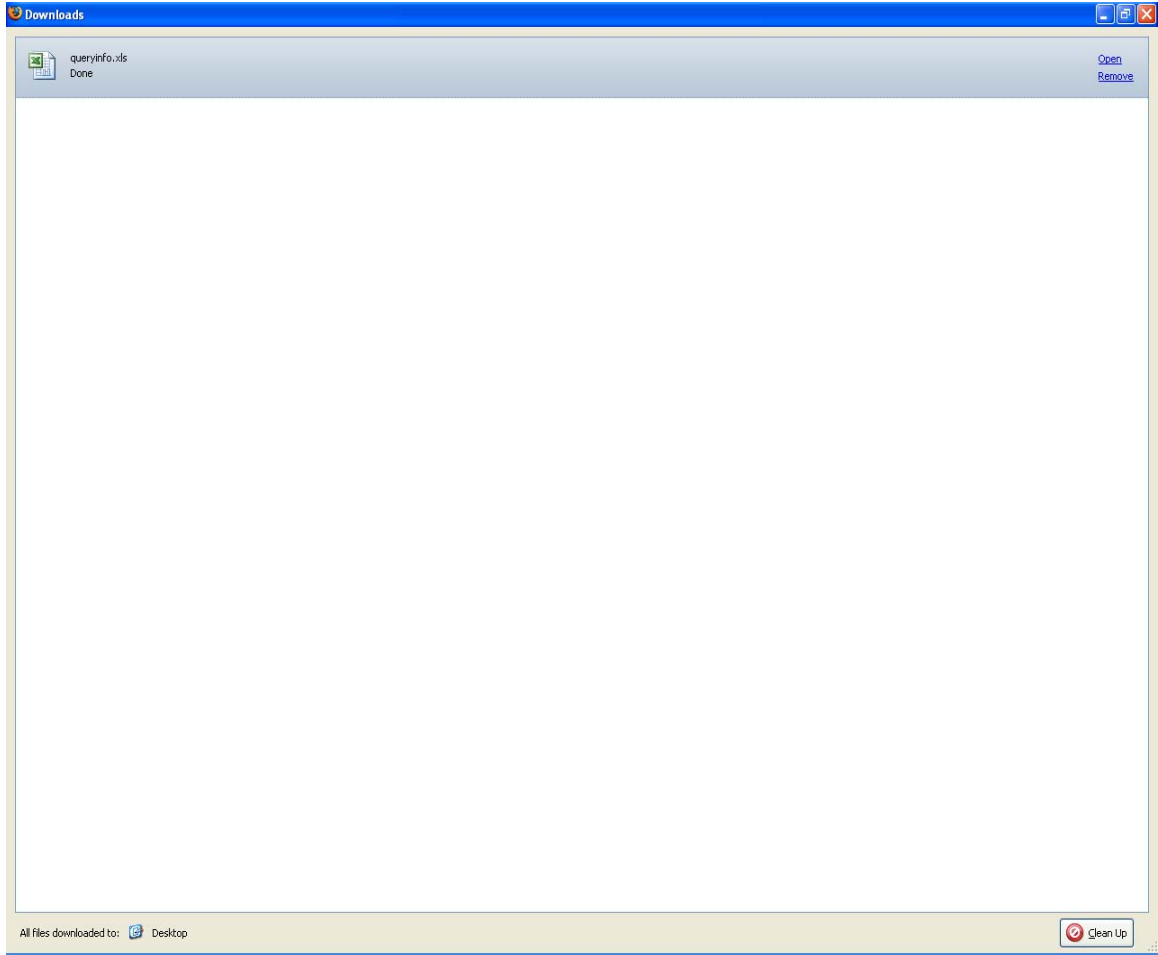 Downloads
queryinfo.xls
Done
Open
Remove
All files downloaded to: Desktop
Clean Up